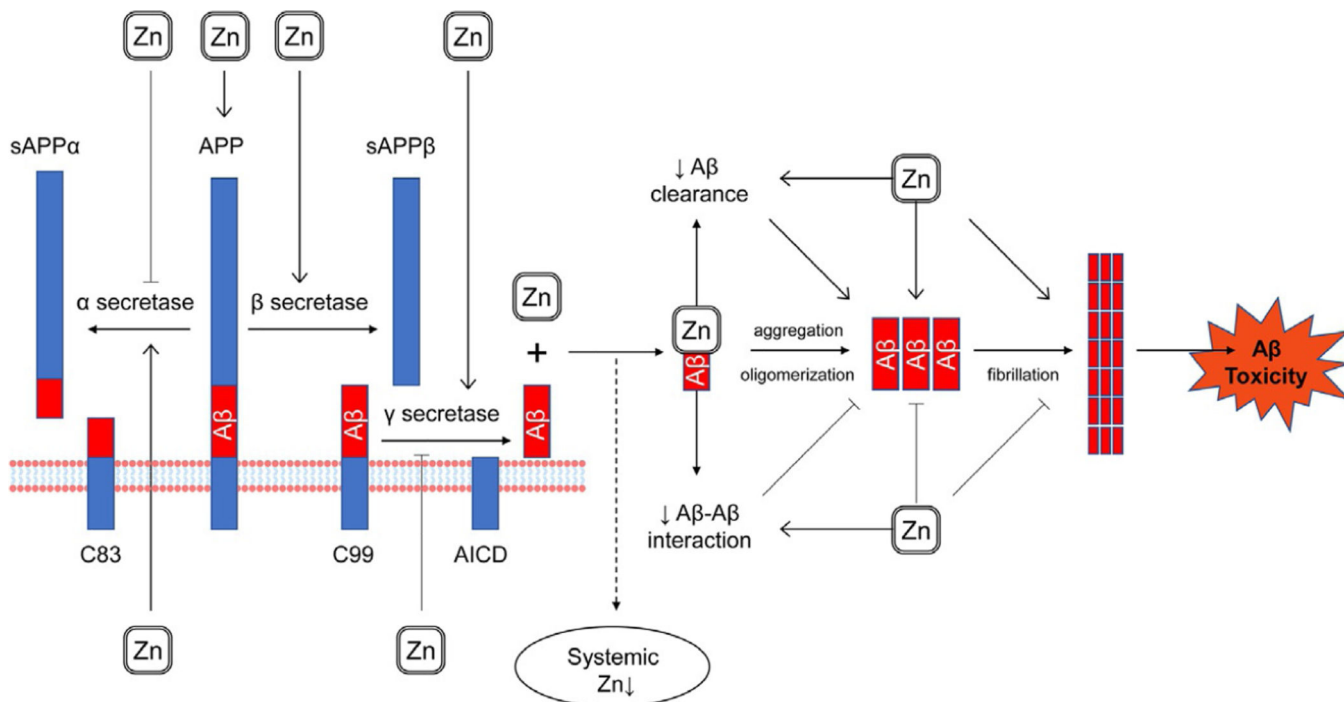 Zn
Zn
Zn
Zn
sAPPα
APP
sAPPβ
α secretase
β secretase
γ secretase
Aβ
Aβ
Aβ
C83
C99
AICD
Zn
Zn
Zn
+
Systemic
Zn↓
↓ Aβ
clearance
Zn
Zn
Aβ
aggregation
oligomerization
↓ Aβ-Aβ
interaction
Zn
Aβ
Aβ
Aβ
fibrillation
Aβ
Toxicity